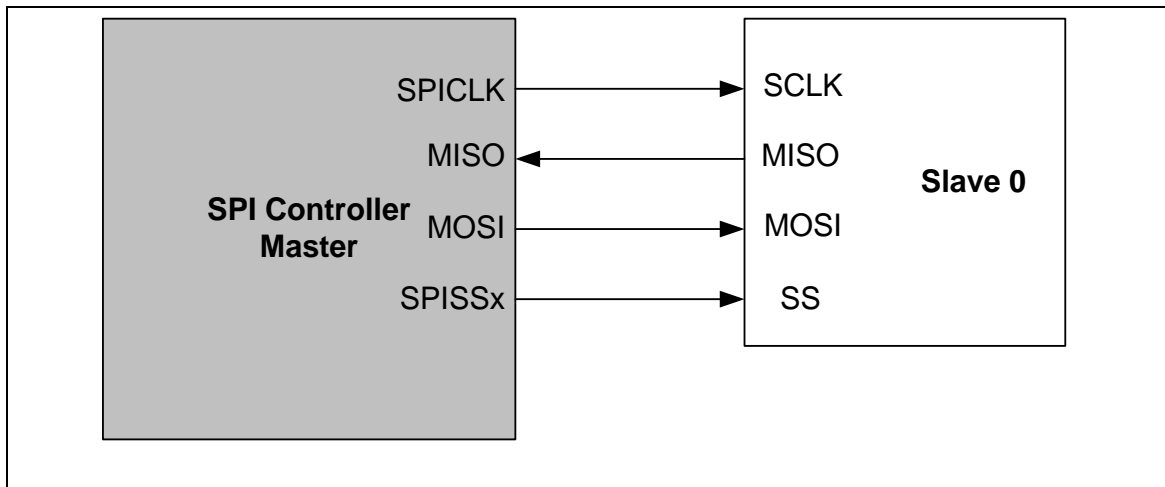 SPICLK
MISO
MOSI
SPISSx
SPI Controller
Master
SCLK
MISO
MOSI
SS
Slave 0